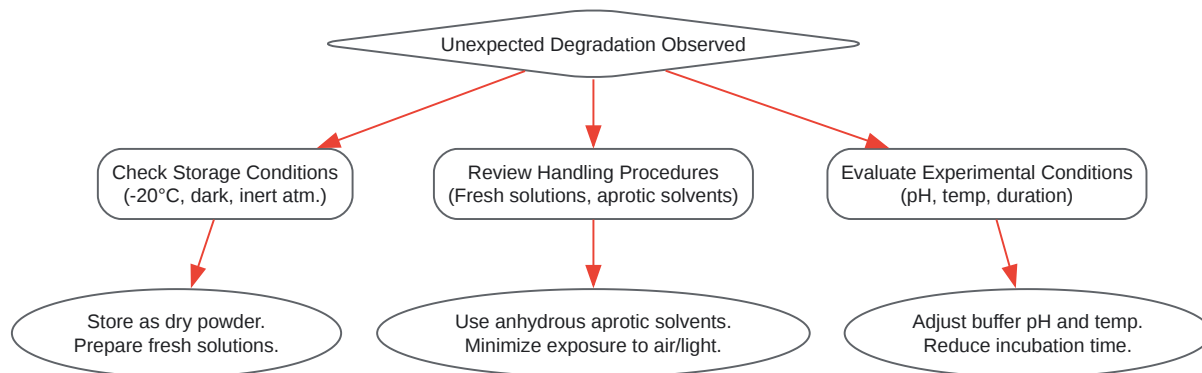 Unexpected Degradation Observed
Check Storage Conditions
(-20°C, dark, inert atm.)
Review Handling Procedures
(Fresh solutions, aprotic solvents)
Evaluate Experimental Conditions
(pH, temp, duration)
Store as dry powder.
Prepare fresh solutions.
Use anhydrous aprotic solvents.
Minimize exposure to air/light.
Adjust buffer pH and temp.
Reduce incubation time.